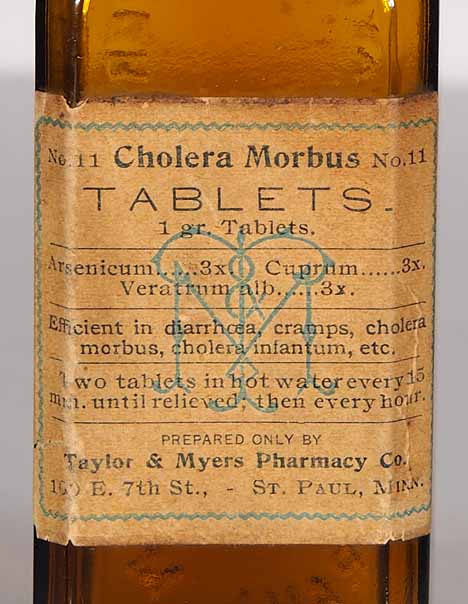 No. 11 Cholera Morbus No. 11
TABLETS.
1 gr. Tablets.
Arsenicum......3x. Cuprum......3x.
Veratrum alb.....3x.
Efficient in diarrhœa, cramps, cholera
morbus, cholera infantum, etc.
Two tablets in hot water every 15
min. until relieved; then every hour.
PREPARED ONLY BY
Taylor & Myers Pharmacy Co.
100 E. 7th St., - ST. PAUL, MINN.